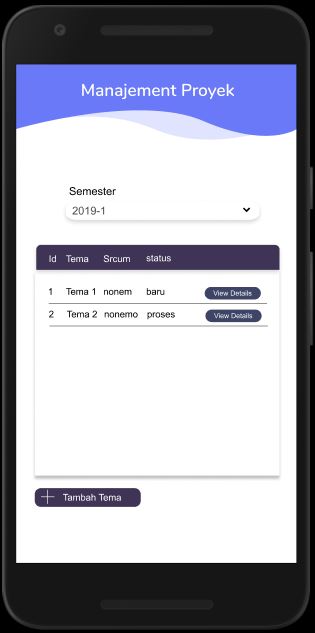 Manajement Proyek
Semester
2019-1
Id Tema Srcum status
1 Tema 1 nonem baru View Details
2 Tema 2 nonemo proses View Details
Tambah Tema